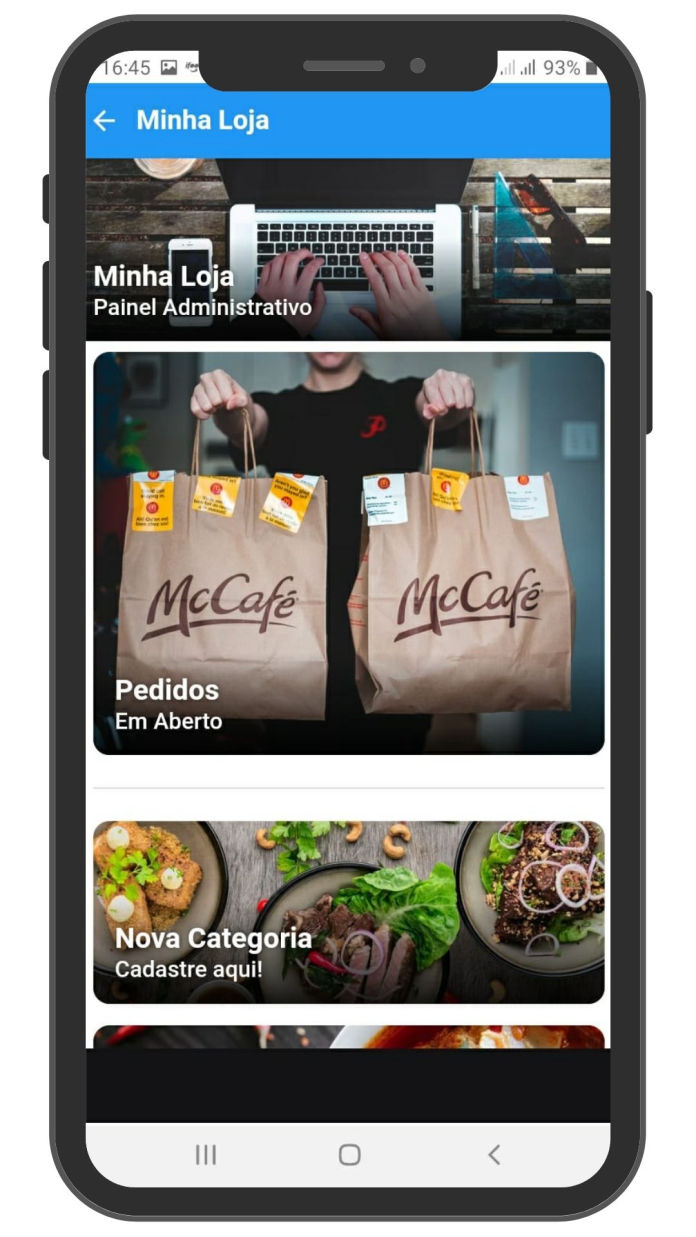 16:45
93%
Minha Loja
Minha Loja
Painel Administrativo
McCafé
McCafé
Pedidos
Em Aberto
Nova Categoria
Cadastre aqui!